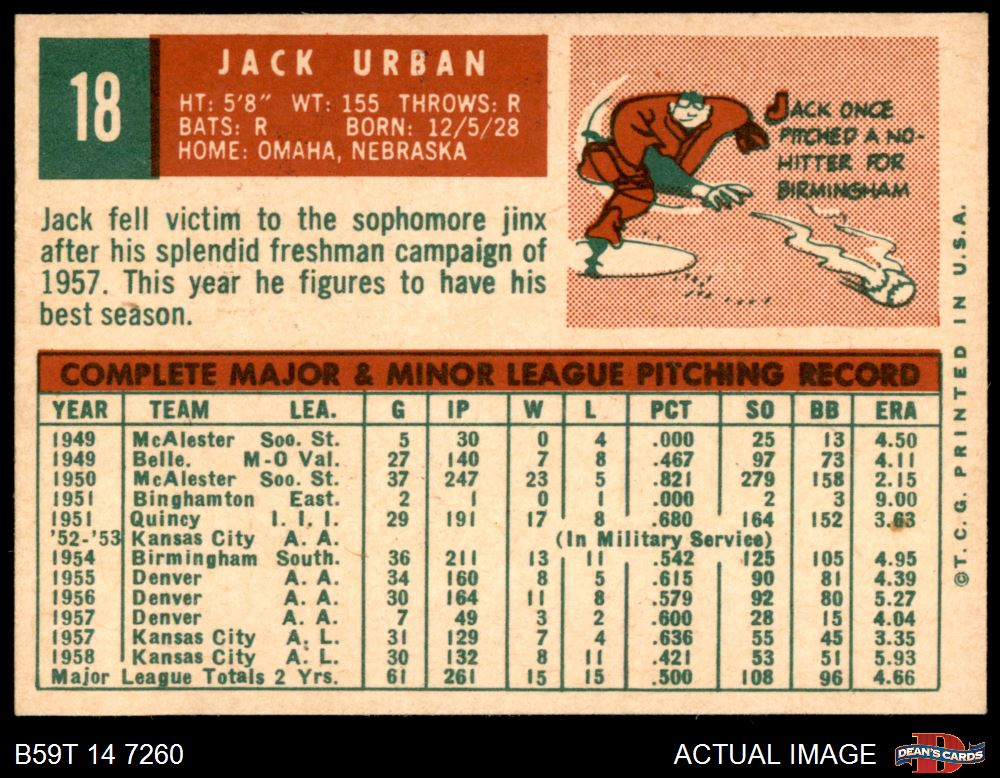 18
JACK URBAN
HT: 5'8" WT: 155 THROWS: R
BATS: R BORN: 12/5/28
HOME: OMAHA, NEBRASKA
JACK ONCE
PITCHED A NO-
HITTER FOR
BIRMINGHAM
Jack fell victim to the sophomore jinx
after his splendid freshman campaign of
1957. This year he figures to have his
best season.
COMPLETE MAJOR & MINOR LEAGUE PITCHING RECORD
YEAR TEAM LEA. G IP W L PCT SO BB ERA
1949 McAlester Soo. St. 5 30 0 4 .000 25 13 4.50
1949 Belle. M-O Val. 27 140 7 8 .467 97 73 4.11
1950 McAlester Soo. St. 37 247 23 5 .821 279 158 2.15
1951 Binghamton East. 2 1 0 1 .000 2 3 9.00
1951 Quincy I. I. I. 29 191 17 8 .680 164 152 3.63
'52-'53 Kansas City A. A. (In Military Service)
1954 Birmingham South. 36 211 13 11 .542 125 105 4.95
1955 Denver A. A. 34 160 8 5 .615 90 81 4.39
1956 Denver A. A. 30 164 11 8 .579 92 80 5.27
1957 Denver A. A. 7 49 3 2 .600 28 15 4.04
1957 Kansas City A. L. 31 129 7 4 .636 55 45 3.35
1958 Kansas City A. L. 30 132 8 11 .421 53 51 5.93
Major League Totals 2 Yrs. 61 261 15 15 .500 108 96 4.66
©T. C. G. PRINTED IN U.S.A.
B59T 14 7260
ACTUAL IMAGE
DEAN'S CARDS